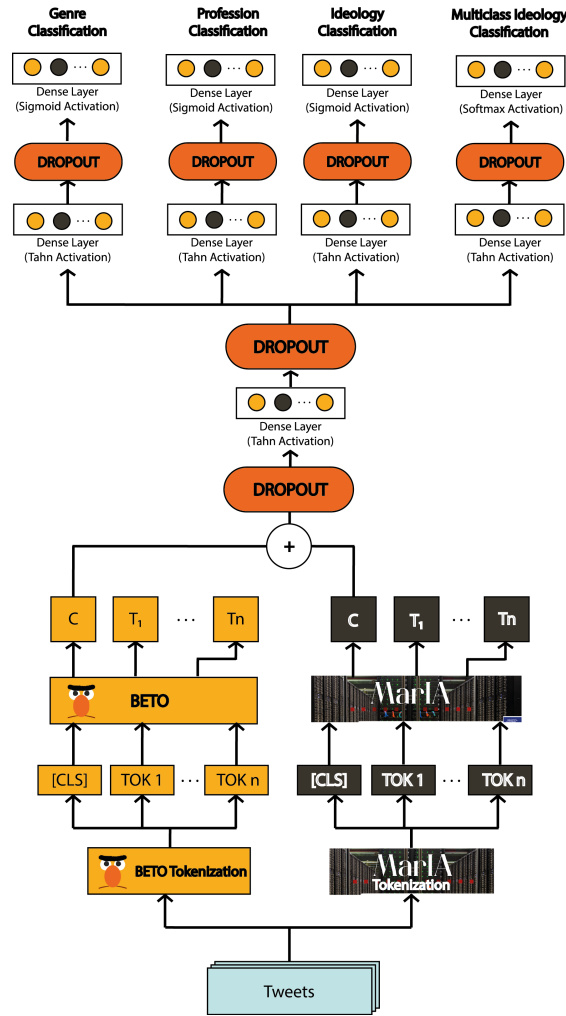 Genre
Classification
Profession
Classification
Ideology
Classification
Multiclass Ideology
Classification
...
...
...
...
Dense Layer
(Sigmoid Activation)
Dense Layer
(Sigmoid Activation)
Dense Layer
(Sigmoid Activation)
Dense Layer
(Softmax Activation)
DROPOUT
DROPOUT
DROPOUT
DROPOUT
...
...
...
...
Dense Layer
(Tahn Activation)
Dense Layer
(Tahn Activation)
Dense Layer
(Tahn Activation)
Dense Layer
(Tahn Activation)
DROPOUT
...
Dense Layer
(Tahn Activation)
DROPOUT
+
C
T1
...
Tn
C
T1
...
Tn
BETO
MarIA
[CLS]
TOK 1
...
TOK n
[CLS]
TOK 1
...
TOK n
BETO Tokenization
MarIA
Tokenization
Tweets